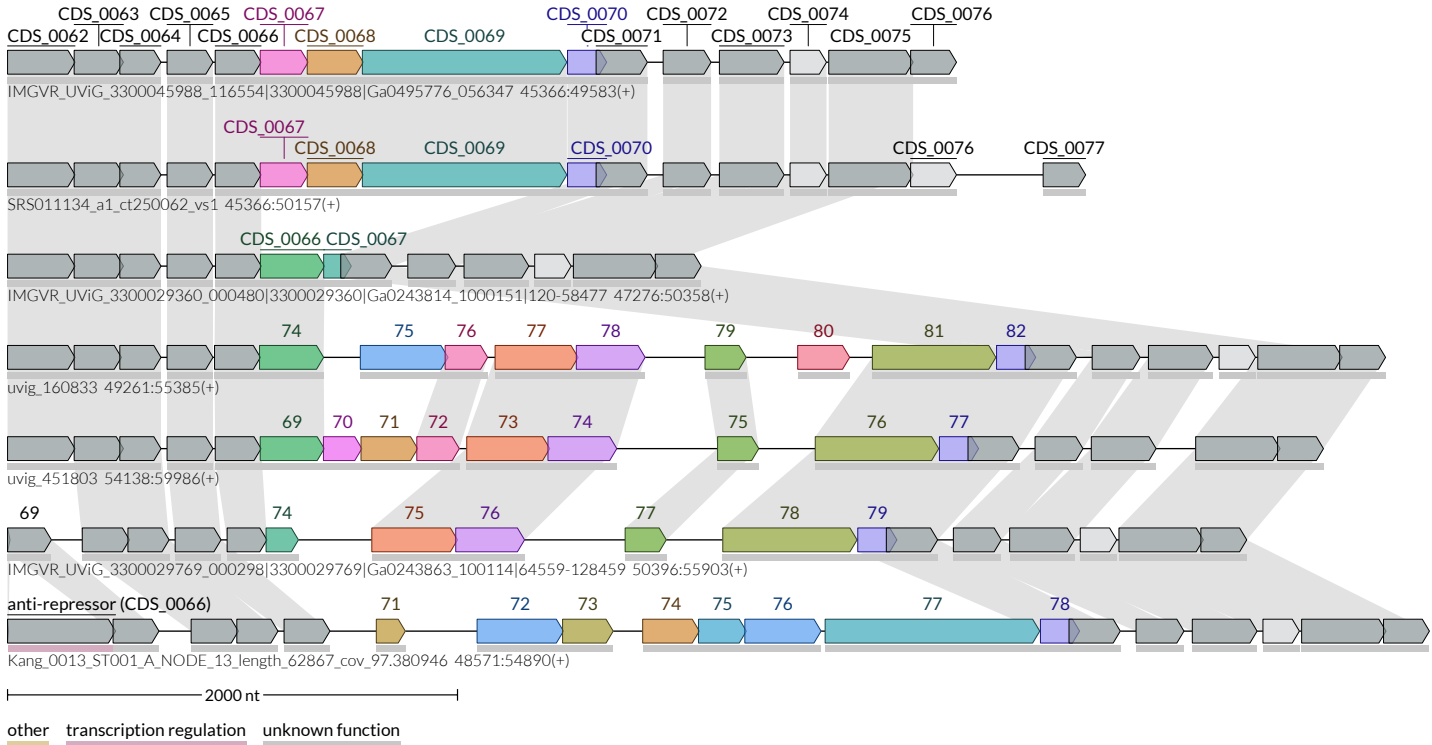 CDS_0063 CDS_0065 CDS_0067 CDS_0070 CDS_0072 CDS_0074 CDS_0076
CDS_0062 CDS_0064 CDS_0066 CDS_0068 CDS_0069 CDS_0071 CDS_0073 CDS_0075
IMGVR_UViG_3300045988_116554|3300045988|Ga0495776_056347 45366:49583(+)
CDS_0067
CDS_0068 CDS_0069 CDS_0070 CDS_0076 CDS_0077
SRS011134_a1_ct250062_vs1 45366:50157(+)
CDS_0066 CDS_0067
IMGVR_UViG_3300029360_000480|3300029360|Ga0243814_1000151|120-58477 47276:50358(+)
74 75 76 77 78 79 80 81 82
uvig_160833 49261:55385(+)
69 70 71 72 73 74 75 76 77
uvig_451803 54138:59986(+)
69 74 75 76 77 78 79
IMGVR_UViG_3300029769_000298|3300029769|Ga0243863_100114|64559-128459 50396:55903(+)
anti-repressor (CDS_0066) 71 72 73 74 75 76 77 78
Kang_0013_ST001_A_NODE_13_length_62867_cov_97.380946 48571:54890(+)
2000 nt
other transcription regulation unknown function